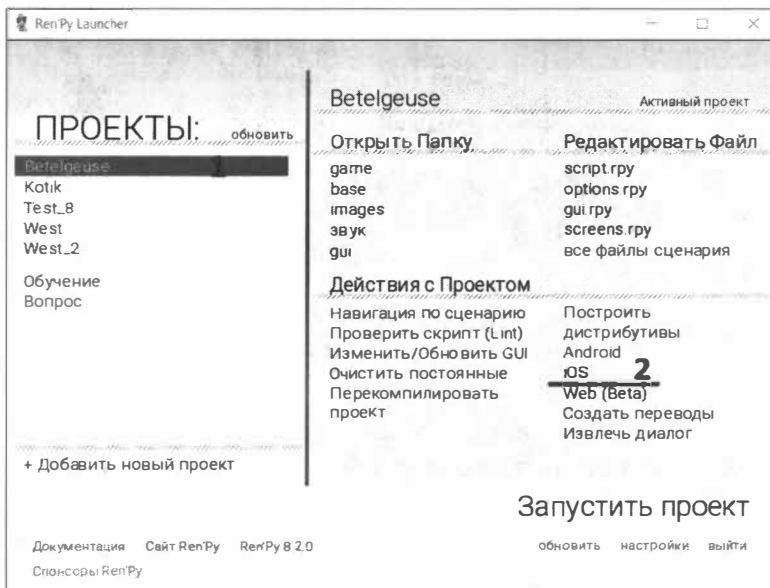 Ren'Py Launcher
ПРОЕКТЫ: обновить
Betelgeuse 1
Kotik
Test_8
West
West_2
Обучение
Вопрос
+ Добавить новый проект
Betelgeuse Активный проект
Открыть Папку
game
base
images
звук
gui
Редактировать Файл
script.rpy
options.rpy
gui.rpy
screens.rpy
все файлы сценария
Действия с Проектом
Навигация по сценарию
Проверить скрипт (Lint)
Изменить/Обновить GUI
Очистить постоянные
Перекомпилировать
проект
Построить
дистрибутивы
Android
iOS 2
Web (Beta)
Создать переводы
Извлечь диалог
Запустить проект
Документация Сайт Ren'Py Ren'Py 8.2.0
Спонсоры Ren'Py
обновить настройки выйти